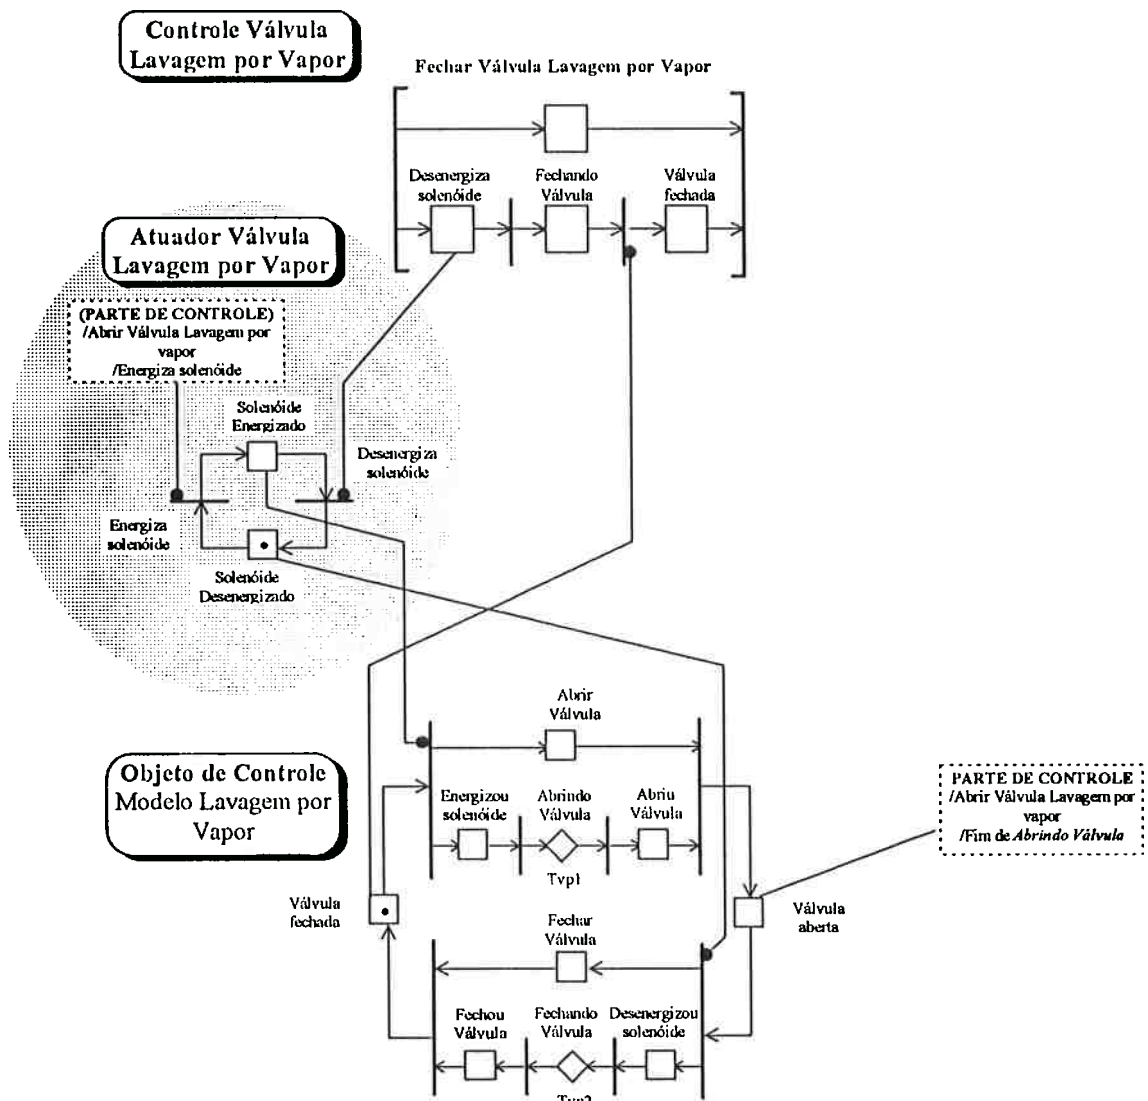 Controle Válvula
Lavagem por Vapor
Fechar Válvula Lavagem por Vapor
Desenergiza
solenóide
Fechando
Válvula
Válvula
fechada
Atuador Válvula
Lavagem por Vapor
(PARTE DE CONTROLE)
/Abrir Válvula Lavagem por
vapor
/Energiza solenóide
Solenóide
Energizado
Desenergiza
solenóide
Energiza
solenóide
Solenóide
Desenergizado
Abrir
Válvula
Objeto de Controle
Modelo Lavagem por
Vapor
Energizou
solenóide
Abrindo
Válvula
Abriu
Válvula
Tvp1
PARTE DE CONTROLE
/Abrir Válvula Lavagem por
vapor
/Fim de Abrindo Válvula
Válvula
fechada
Válvula
aberta
Fechar
Válvula
Fechou
Válvula
Fechando
Válvula
Desenergizou
solenóide